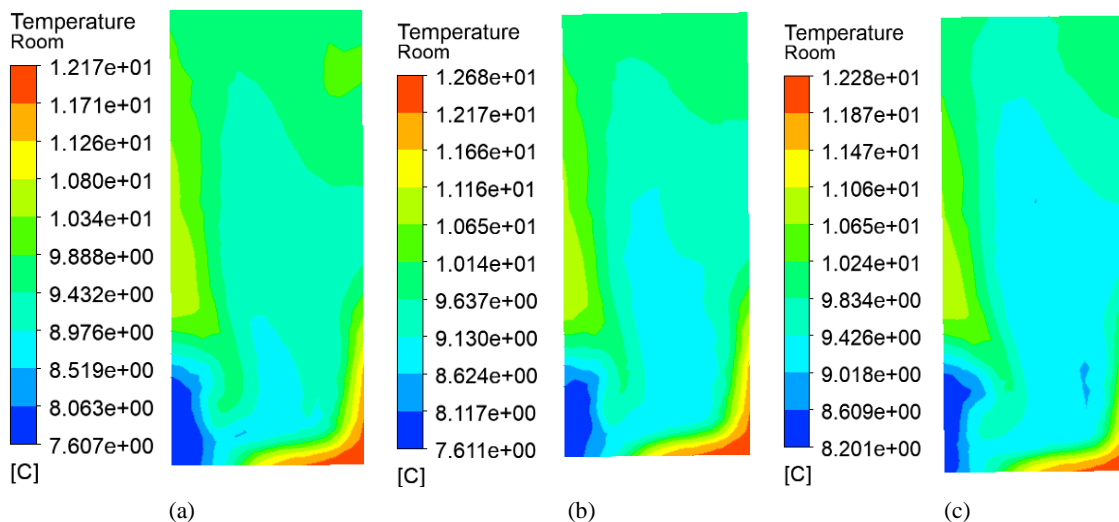 Temperature
Room
1.217e+01
1.171e+01
1.126e+01
1.080e+01
1.034e+01
9.888e+00
9.432e+00
8.976e+00
8.519e+00
8.063e+00
7.607e+00
[C]
(a)
Temperature
Room
1.268e+01
1.217e+01
1.166e+01
1.116e+01
1.065e+01
1.014e+01
9.637e+00
9.130e+00
8.624e+00
8.117e+00
7.611e+00
[C]
(b)
Temperature
Room
1.228e+01
1.187e+01
1.147e+01
1.106e+01
1.065e+01
1.024e+01
9.834e+00
9.426e+00
9.018e+00
8.609e+00
8.201e+00
[C]
(c)